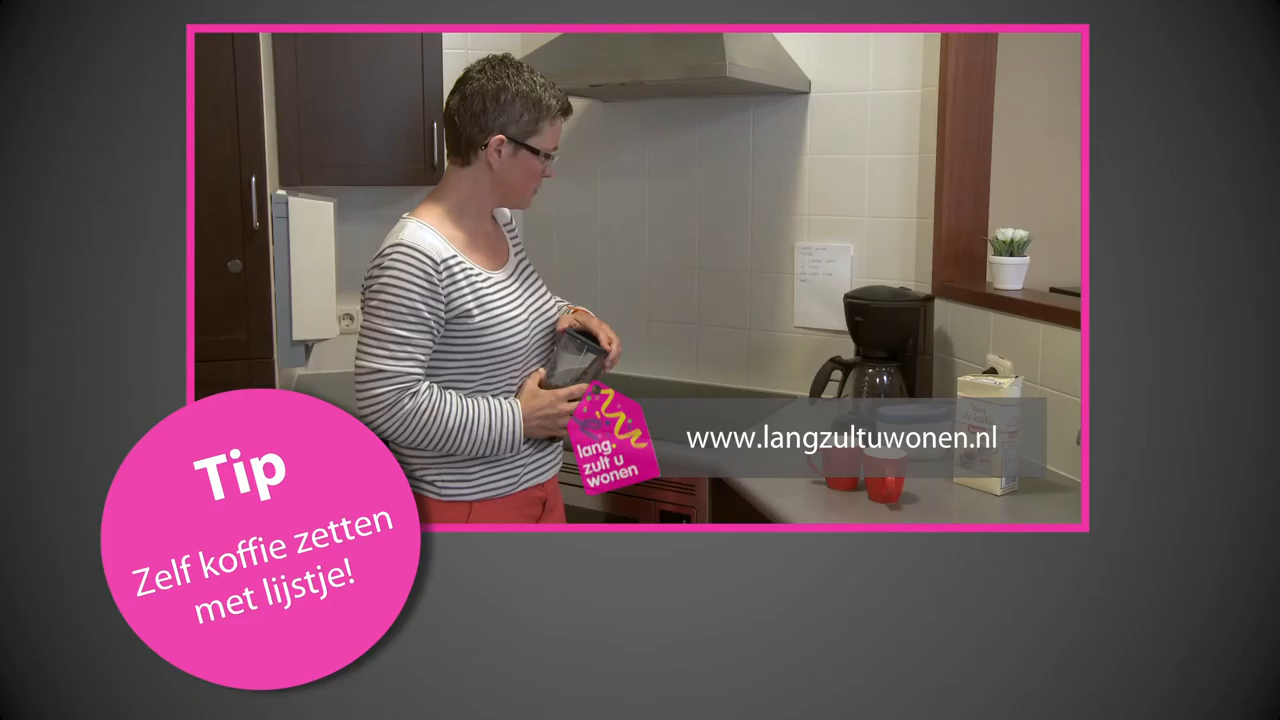 www.langzultuwonen.nl
lang.
zult u
wonen
Tip
Zelf koffie zetten
met lijstje!